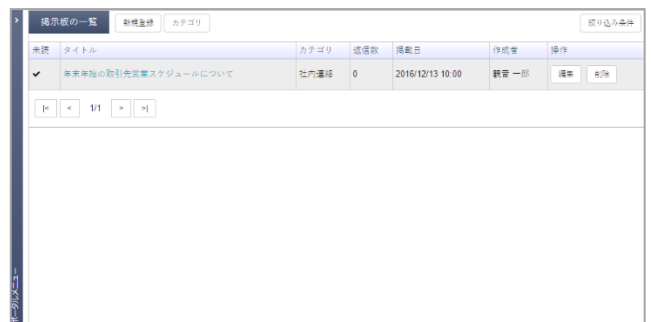 掲示板の一覧 新規登録 カテゴリ 絞り込み条件
未読 タイトル カテゴリ 返信数 掲載日 作成者 操作
✔ 年末年始の取引先営業スケジュールについて 社内連絡 0 2016/12/13 10:00 観音 一郎 編集 削除
|< < 1/1 > >|
ポータルメニュー